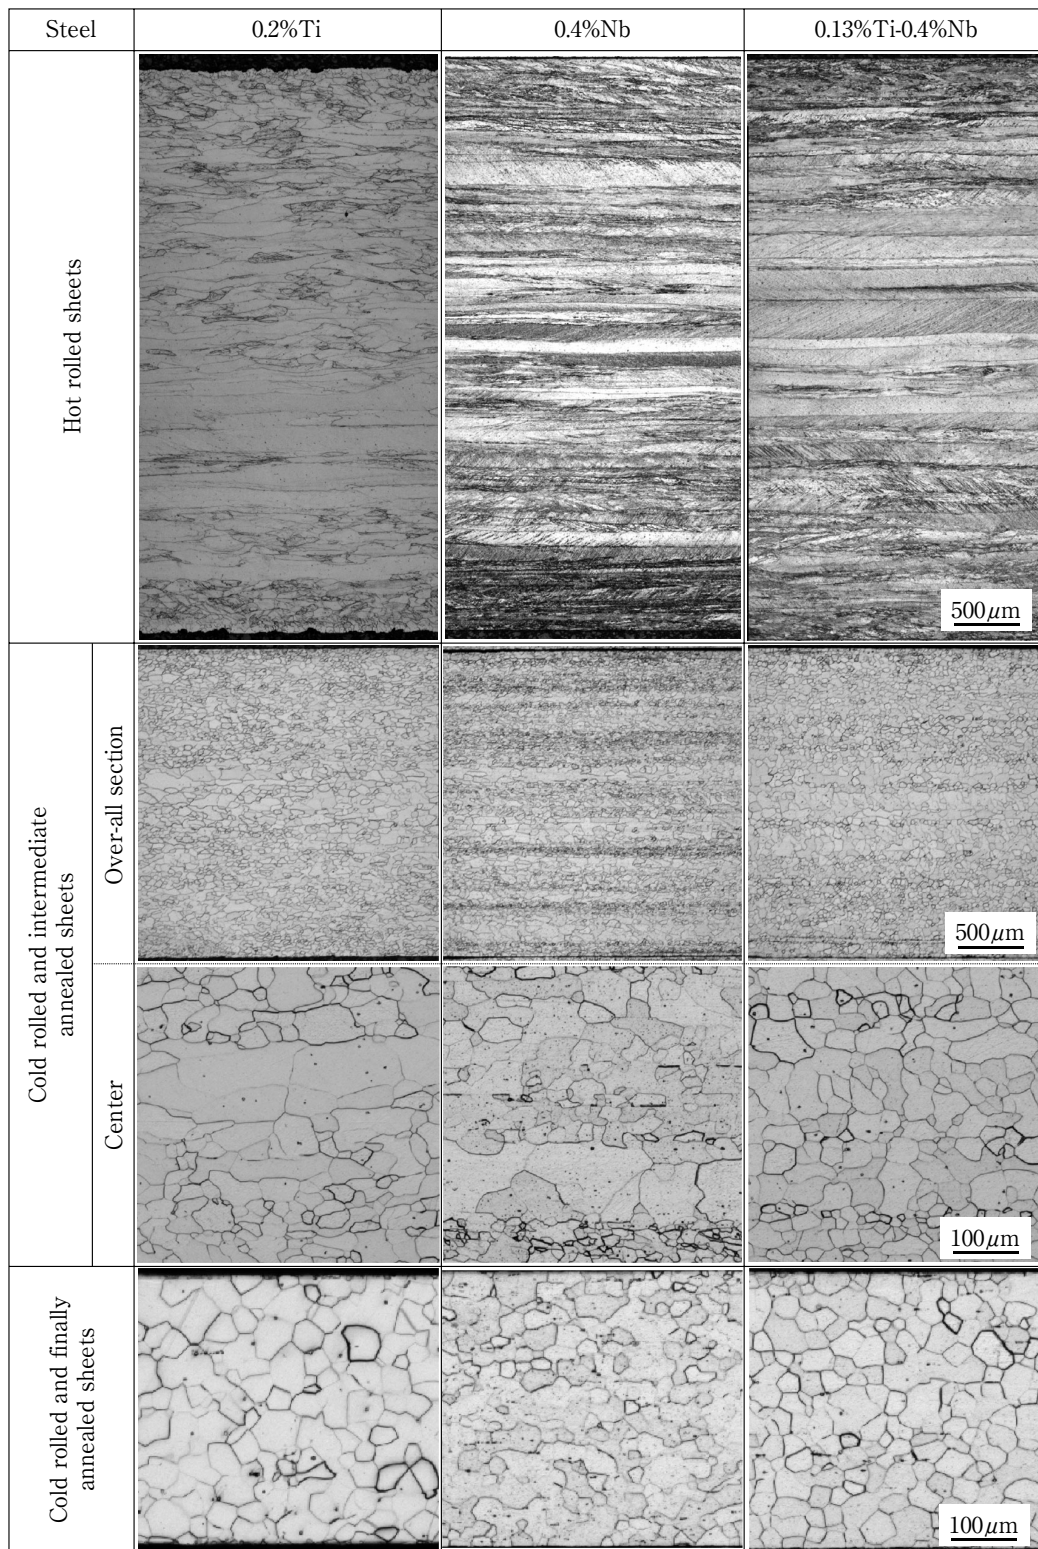 Steel
0.2%Ti
0.4%Nb
0.13%Ti-0.4%Nb
Hot rolled sheets
500μm
Cold rolled and intermediate
annealed sheets
Over-all section
500μm
Center
100μm
Cold rolled and finally
annealed sheets
100μm